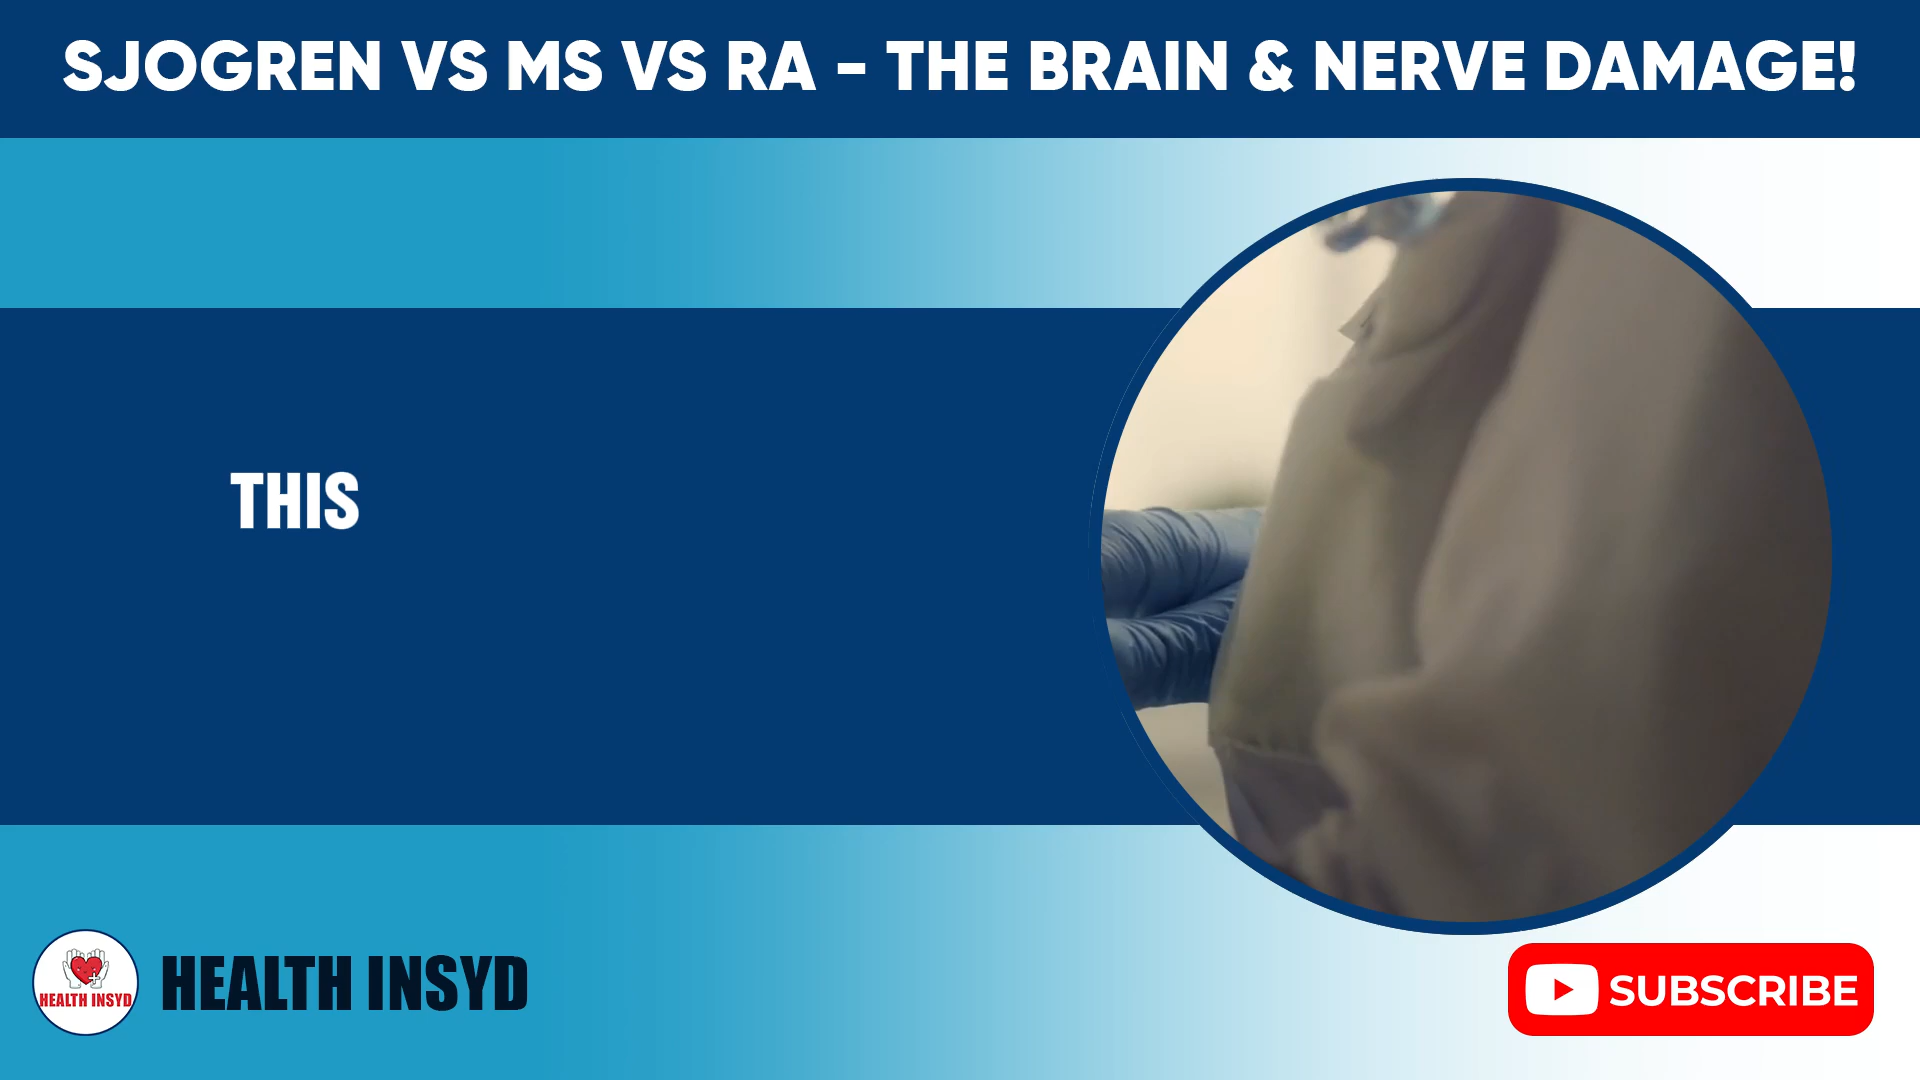 SJOGREN VS MS VS RA - THE BRAIN & NERVE DAMAGE!
THIS
HEALTH INSYD
HEALTH INSYD
SUBSCRIBE